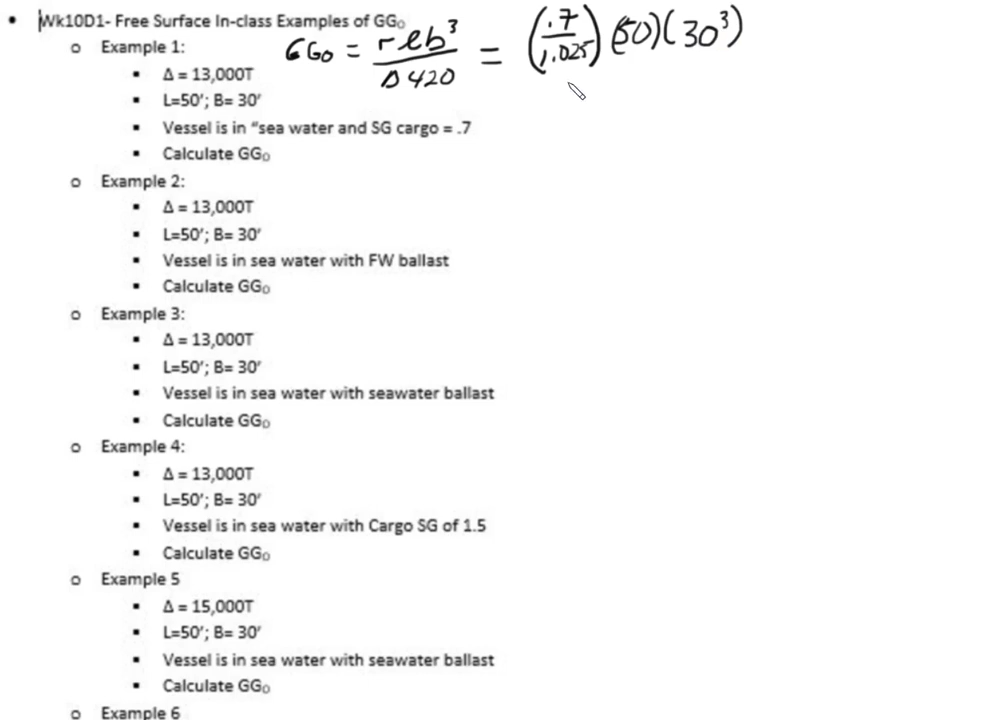 • Wk10D1- Free Surface In-class Examples of GG₀
o Example 1:
GG₀ = rlb³ / Δ420 = (.7 / 1.025) (50) (30³)
▪ Δ = 13,000T
▪ L=50'; B= 30'
▪ Vessel is in "sea water and SG cargo = .7
▪ Calculate GG₀
o Example 2:
▪ Δ = 13,000T
▪ L=50'; B= 30'
▪ Vessel is in sea water with FW ballast
▪ Calculate GG₀
o Example 3:
▪ Δ = 13,000T
▪ L=50'; B= 30'
▪ Vessel is in sea water with seawater ballast
▪ Calculate GG₀
o Example 4:
▪ Δ = 13,000T
▪ L=50'; B= 30'
▪ Vessel is in sea water with Cargo SG of 1.5
▪ Calculate GG₀
o Example 5
▪ Δ = 15,000T
▪ L=50'; B= 30'
▪ Vessel is in sea water with seawater ballast
▪ Calculate GG₀
o Example 6